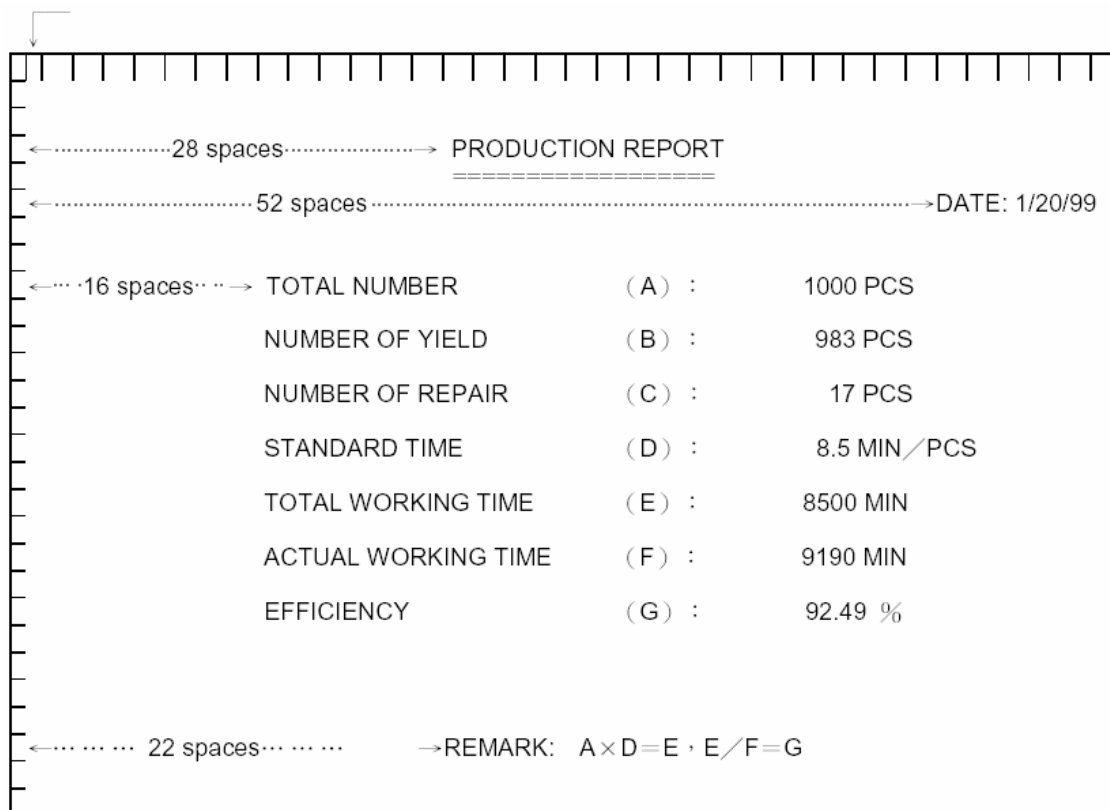 28 spaces PRODUCTION REPORT
==================
52 spaces DATE: 1/20/99
16 spaces TOTAL NUMBER (A) : 1000 PCS
NUMBER OF YIELD (B) : 983 PCS
NUMBER OF REPAIR (C) : 17 PCS
STANDARD TIME (D) : 8.5 MIN/PCS
TOTAL WORKING TIME (E) : 8500 MIN
ACTUAL WORKING TIME (F) : 9190 MIN
EFFICIENCY (G) : 92.49 %
22 spaces REMARK: A×D=E,E/F=G